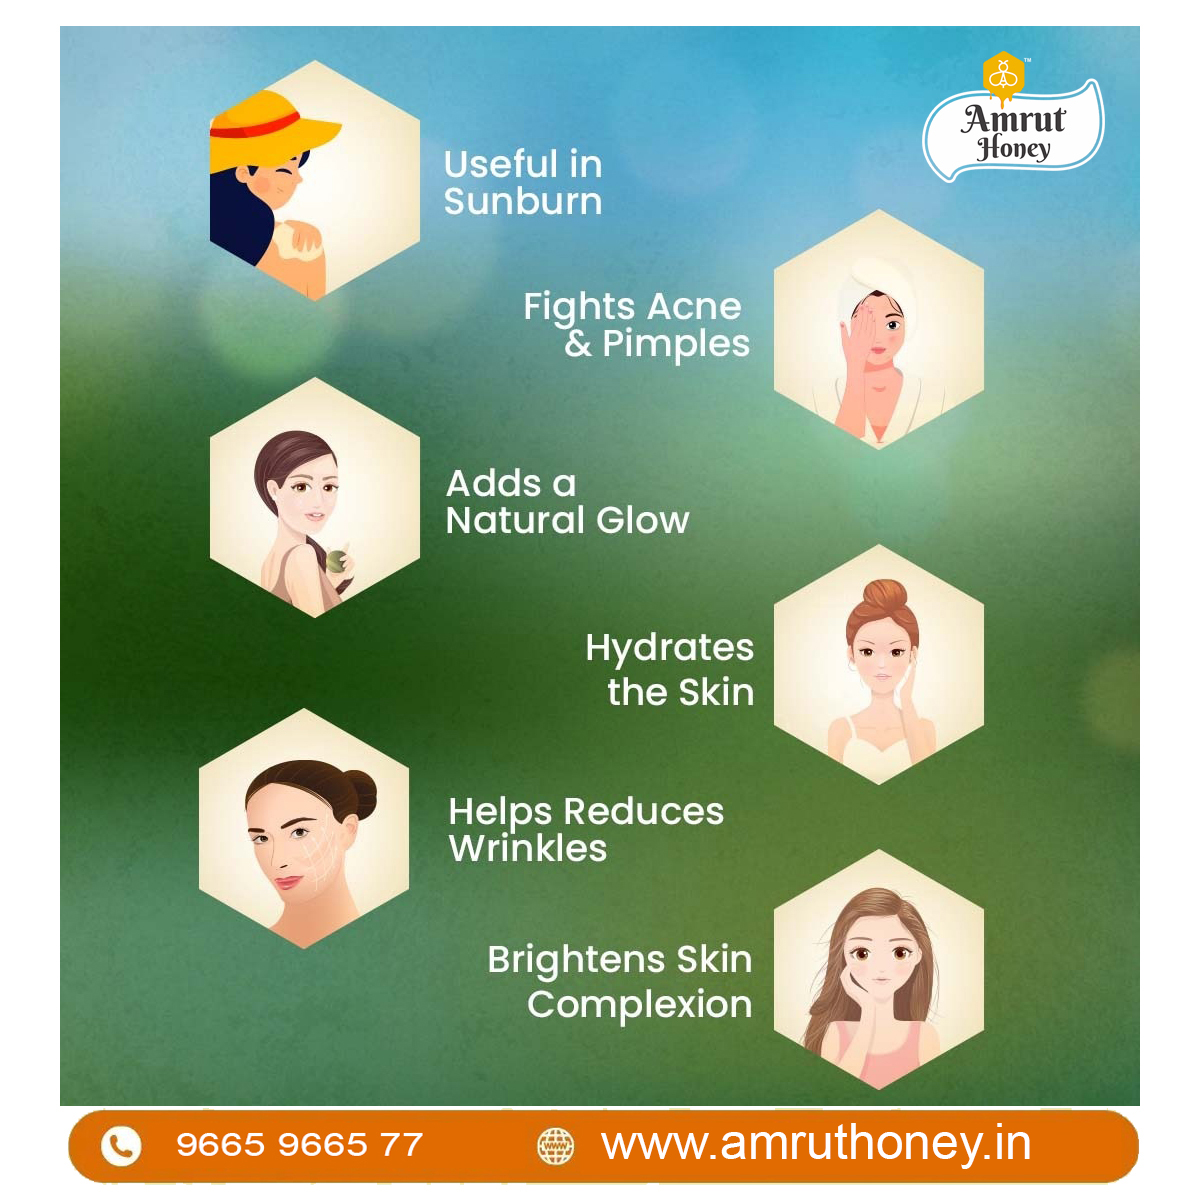 Amrut
Honey
TM
Useful in
Sunburn
Fights Acne
& Pimples
Adds a
Natural Glow
Hydrates
the Skin
Helps Reduces
Wrinkles
Brightens Skin
Complexion
9665 9665 77
www
www.amruthoney.in